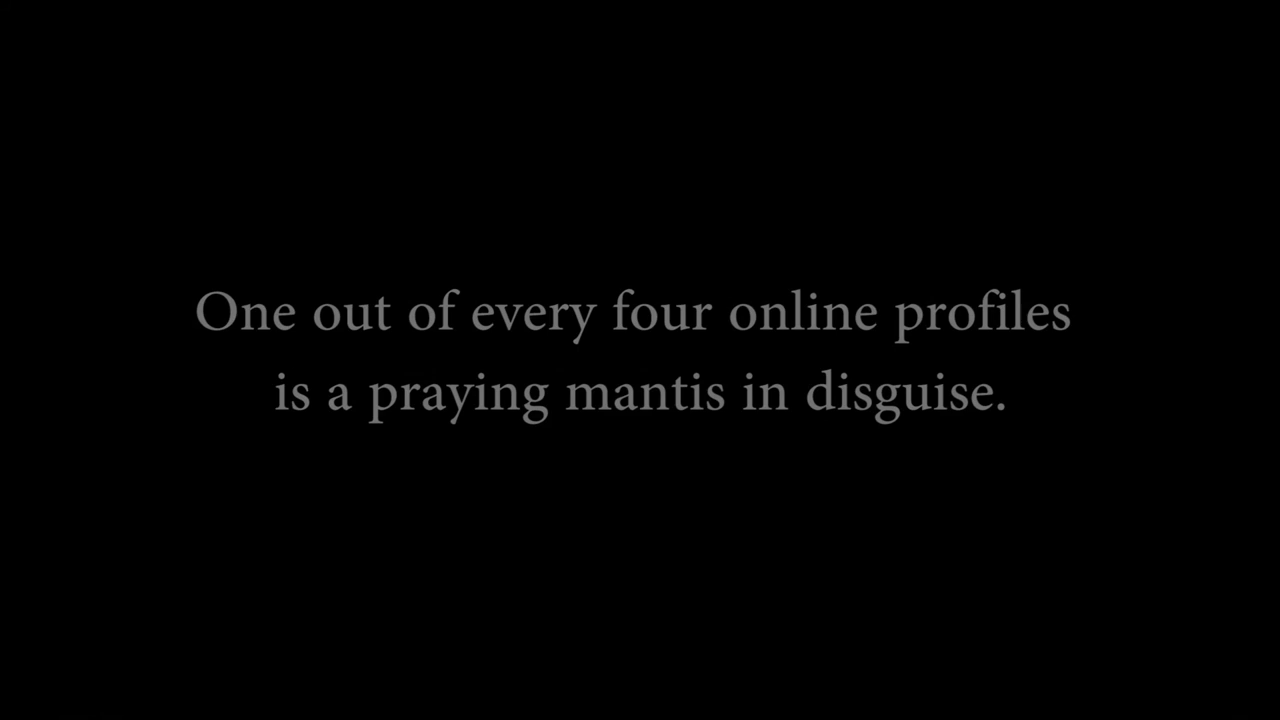 One out of every four online profiles
is a praying mantis in disguise.